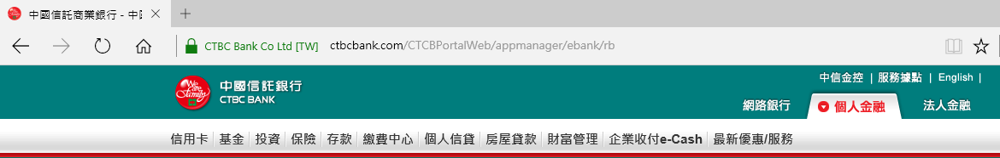 中國信託商業銀行 - 中
CTBC Bank Co Ltd [TW] ctbcbank.com/CTCBPortalWeb/appmanager/ebank/rb
中信金控 | 服務據點 | English |
We are family 中國信託銀行
CTBC BANK
網路銀行 個人金融 法人金融
信用卡 基金 投資 保險 存款 繳費中心 個人信貸 房屋貸款 財富管理 企業收付e-Cash 最新優惠/服務